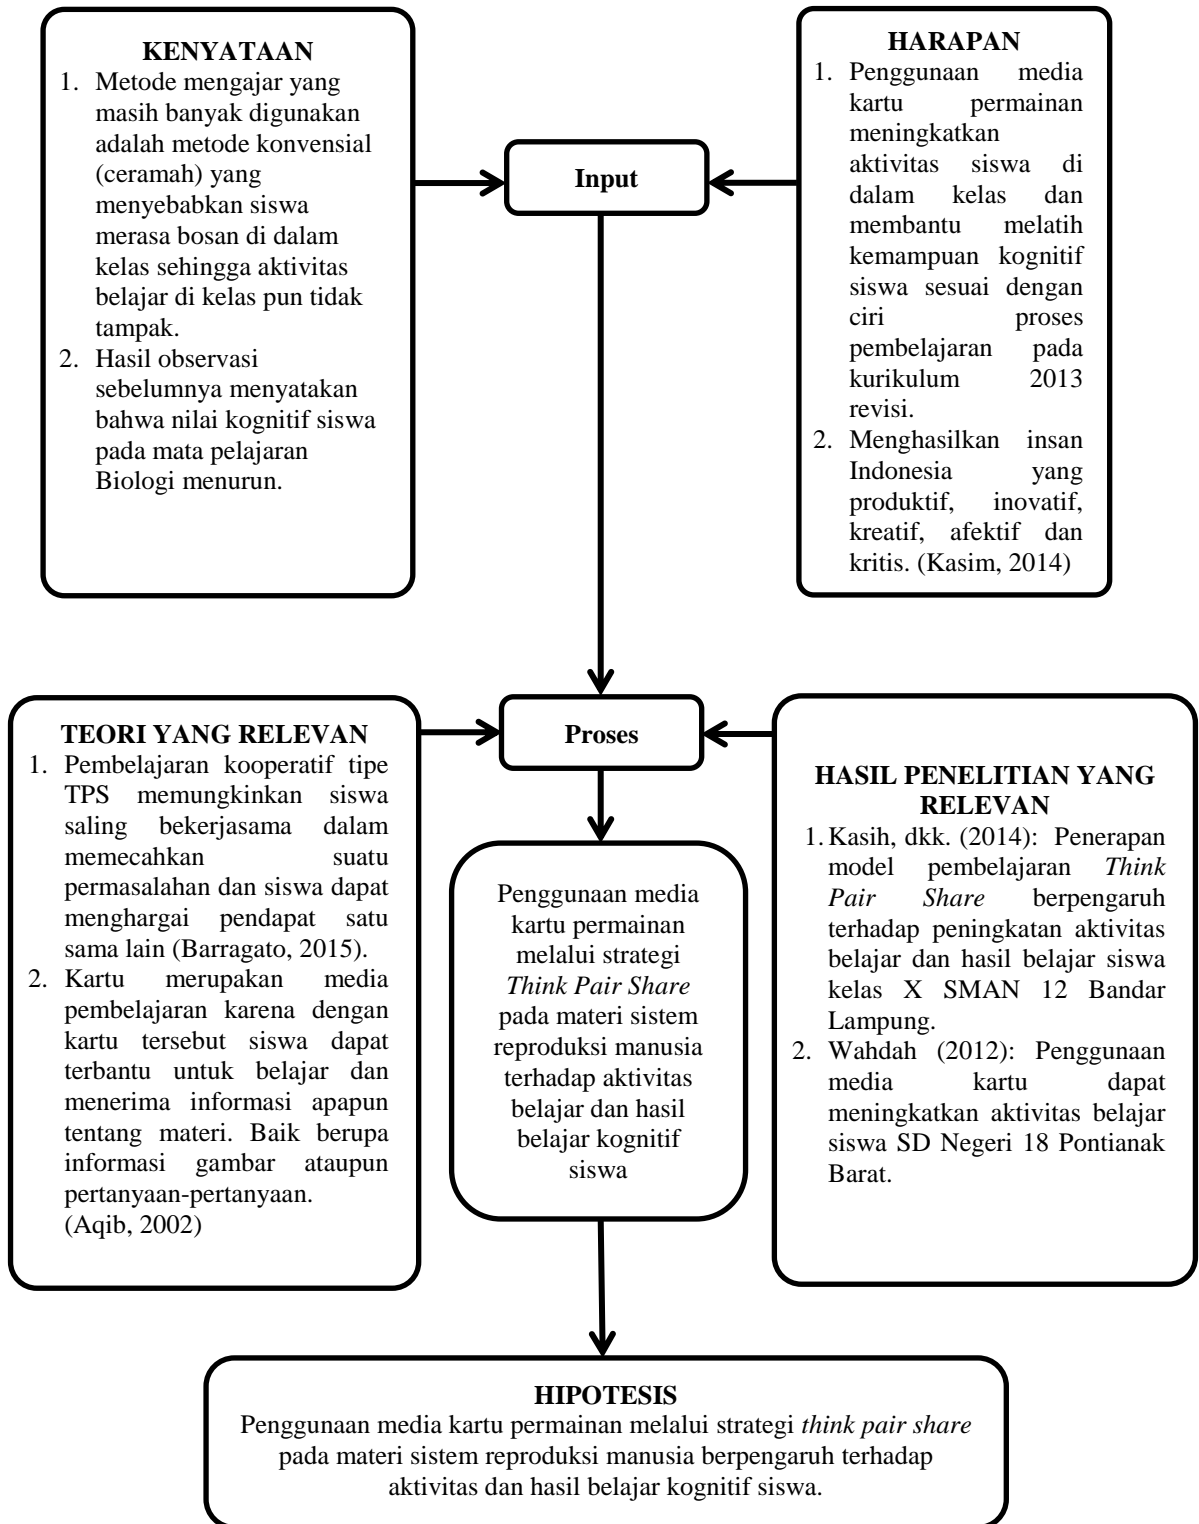 KENYATAAN
1. Metode mengajar yang
masih banyak digunakan
adalah metode konvensial
(ceramah) yang
menyebabkan siswa
merasa bosan di dalam
kelas sehingga aktivitas
belajar di kelas pun tidak
tampak.
2. Hasil observasi
sebelumnya menyatakan
bahwa nilai kognitif siswa
pada mata pelajaran
Biologi menurun.
Input
HARAPAN
1. Penggunaan media
kartu permainan
meningkatkan
aktivitas siswa di
dalam kelas dan
membantu melatih
kemampuan kognitif
siswa sesuai dengan
ciri proses
pembelajaran pada
kurikulum 2013
revisi.
2. Menghasilkan insan
Indonesia yang
produktif, inovatif,
kreatif, afektif dan
kritis. (Kasim, 2014)
TEORI YANG RELEVAN
1. Pembelajaran kooperatif tipe
TPS memungkinkan siswa
saling bekerjasama dalam
memecahkan suatu
permasalahan dan siswa dapat
menghargai pendapat satu
sama lain (Barragato, 2015).
2. Kartu merupakan media
pembelajaran karena dengan
kartu tersebut siswa dapat
terbantu untuk belajar dan
menerima informasi apapun
tentang materi. Baik berupa
informasi gambar ataupun
pertanyaan-pertanyaan.
(Aqib, 2002)
Proses
Penggunaan media
kartu permainan
melalui strategi
Think Pair Share
pada materi sistem
reproduksi manusia
terhadap aktivitas
belajar dan hasil
belajar kognitif
siswa
HASIL PENELITIAN YANG
RELEVAN
1. Kasih, dkk. (2014): Penerapan
model pembelajaran Think
Pair Share berpengaruh
terhadap peningkatan aktivitas
belajar dan hasil belajar siswa
kelas X SMAN 12 Bandar
Lampung.
2. Wahdah (2012): Penggunaan
media kartu dapat
meningkatkan aktivitas belajar
siswa SD Negeri 18 Pontianak
Barat.
HIPOTESIS
Penggunaan media kartu permainan melalui strategi think pair share
pada materi sistem reproduksi manusia berpengaruh terhadap
aktivitas dan hasil belajar kognitif siswa.